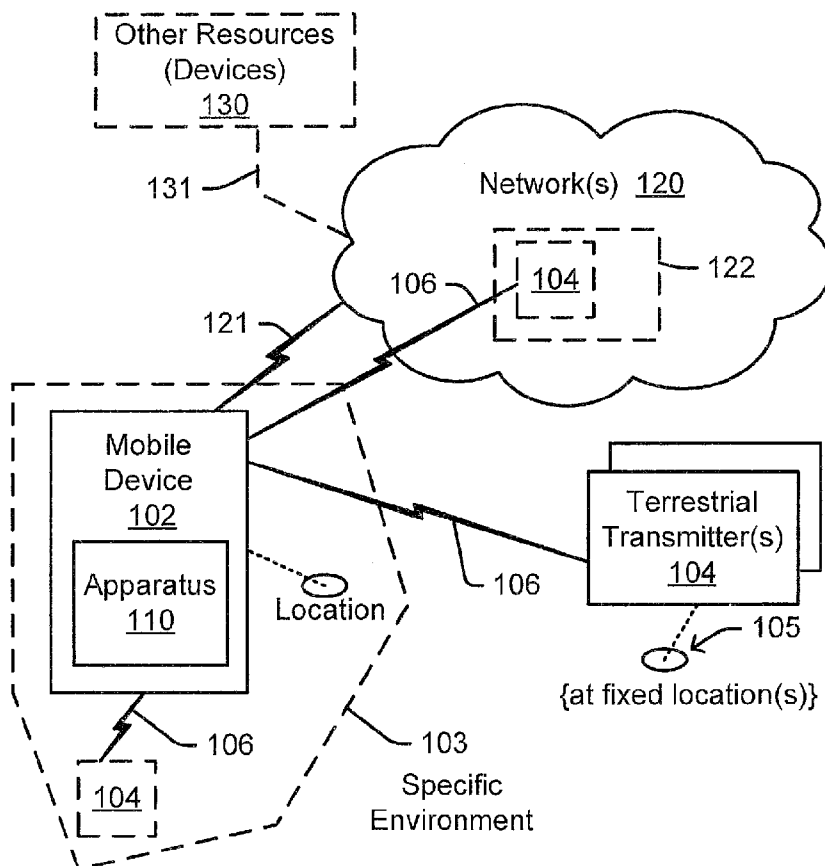 Other Resources
(Devices)
130
131
Network(s) 120
104
122
106
121
Mobile
Device
102
Apparatus
110
Location
106
Terrestrial
Transmitter(s)
104
105
{at fixed location(s)}
106
103
104
Specific
Environment